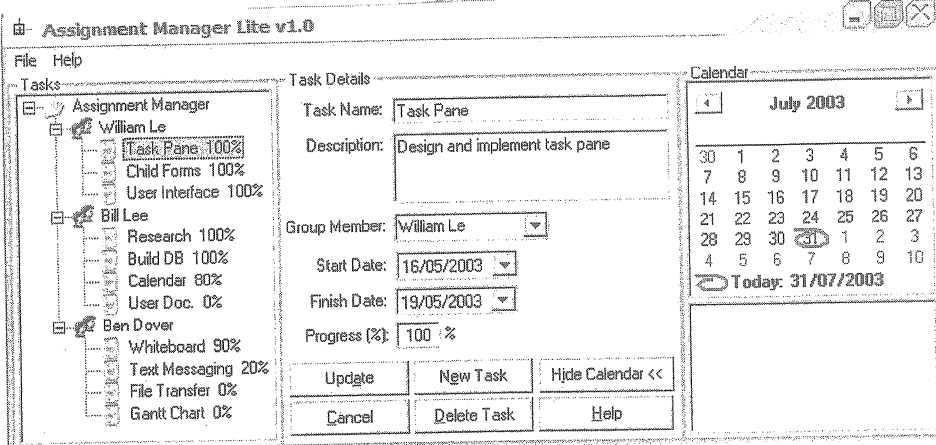 Assignment Manager Lite v1.0
File Help
Tasks
Assignment Manager
William Le
Task Pane 100%
Child Forms 100%
User Interface 100%
Bill Lee
Research 100%
Build DB 100%
Calendar 80%
User Doc. 0%
Ben Dover
Whiteboard 90%
Text Messaging 20%
File Transfer 0%
Gantt Chart 0%
Task Details
Task Name: Task Pane
Description: Design and implement task pane
Group Member: William Le
Start Date: 16/05/2003
Finish Date: 19/05/2003
Progress (%): 100 %
Update New Task Hide Calendar <<
Cancel Delete Task Help
Calendar
July 2003
30 1 2 3 4 5 6
7 8 9 10 11 12 13
14 15 16 17 18 19 20
21 22 23 24 25 26 27
28 29 30 31 1 2 3
4 5 6 7 8 9 10
Today: 31/07/2003